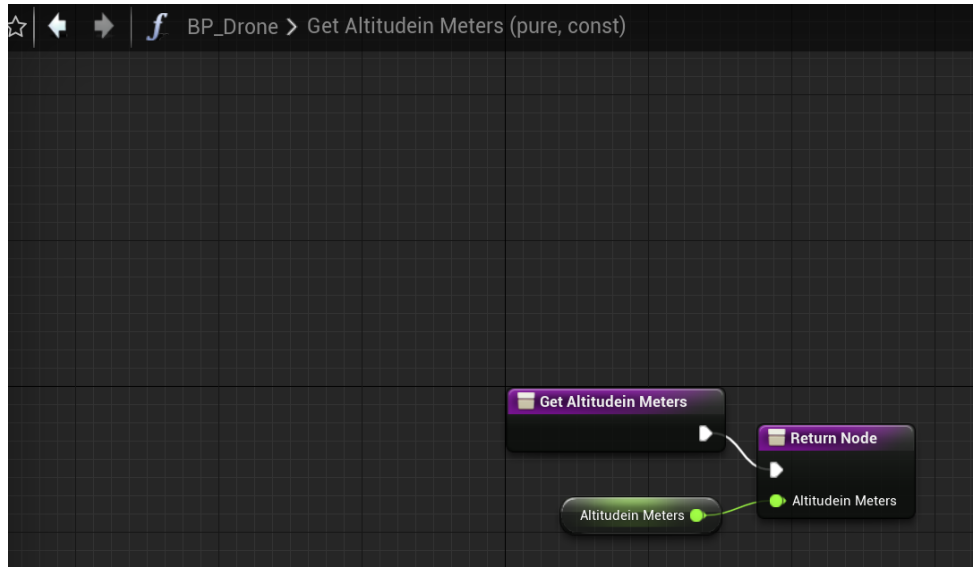 BP_Drone > Get Altitudein Meters (pure, const)
Get Altitudein Meters
Return Node
Altitudein Meters
Altitudein Meters